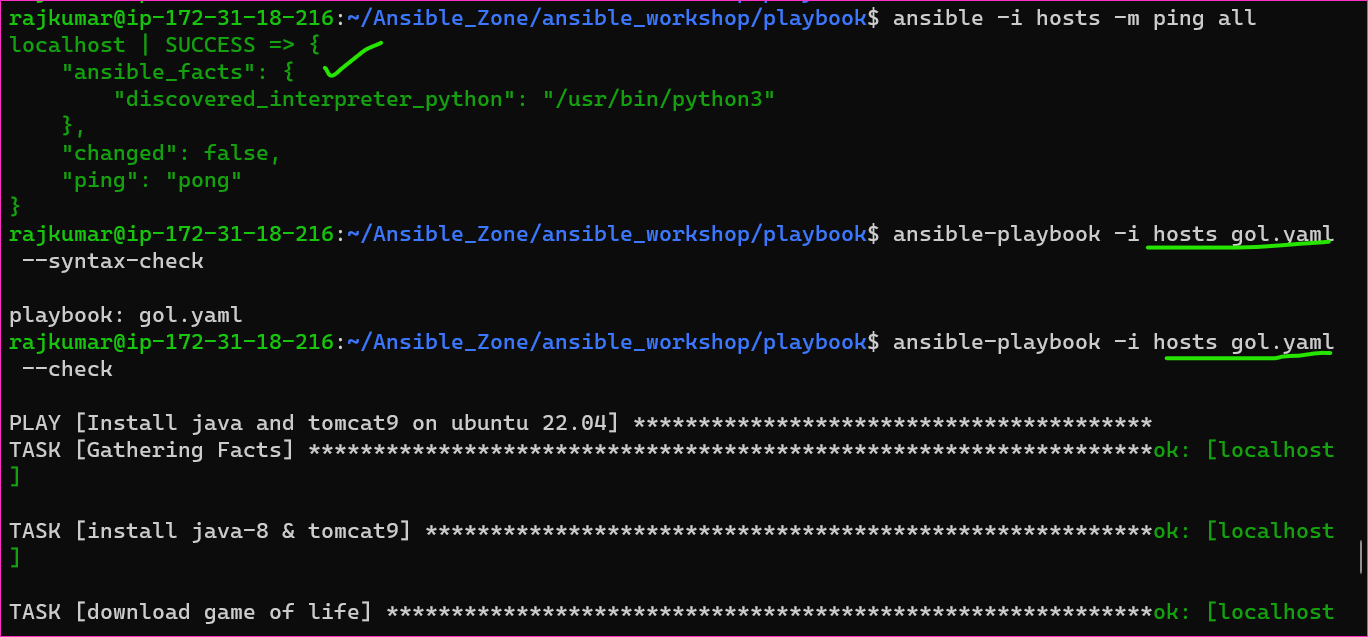 rajkumar@ip-172-31-18-216:~/Ansible_Zone/ansible_workshop/playbook$ ansible -i hosts -m ping all
localhost | SUCCESS => {
    "ansible_facts": {
        "discovered_interpreter_python": "/usr/bin/python3"
    },
    "changed": false,
    "ping": "pong"
}
rajkumar@ip-172-31-18-216:~/Ansible_Zone/ansible_workshop/playbook$ ansible-playbook -i hosts gol.yaml
 --syntax-check

playbook: gol.yaml
rajkumar@ip-172-31-18-216:~/Ansible_Zone/ansible_workshop/playbook$ ansible-playbook -i hosts gol.yaml
 --check

PLAY [Install java and tomcat9 on ubuntu 22.04] ****************************************
TASK [Gathering Facts] *****************************************************************ok: [localhost
]

TASK [install java-8 & tomcat9] ********************************************************ok: [localhost
]

TASK [download game of life] ***********************************************************ok: [localhost